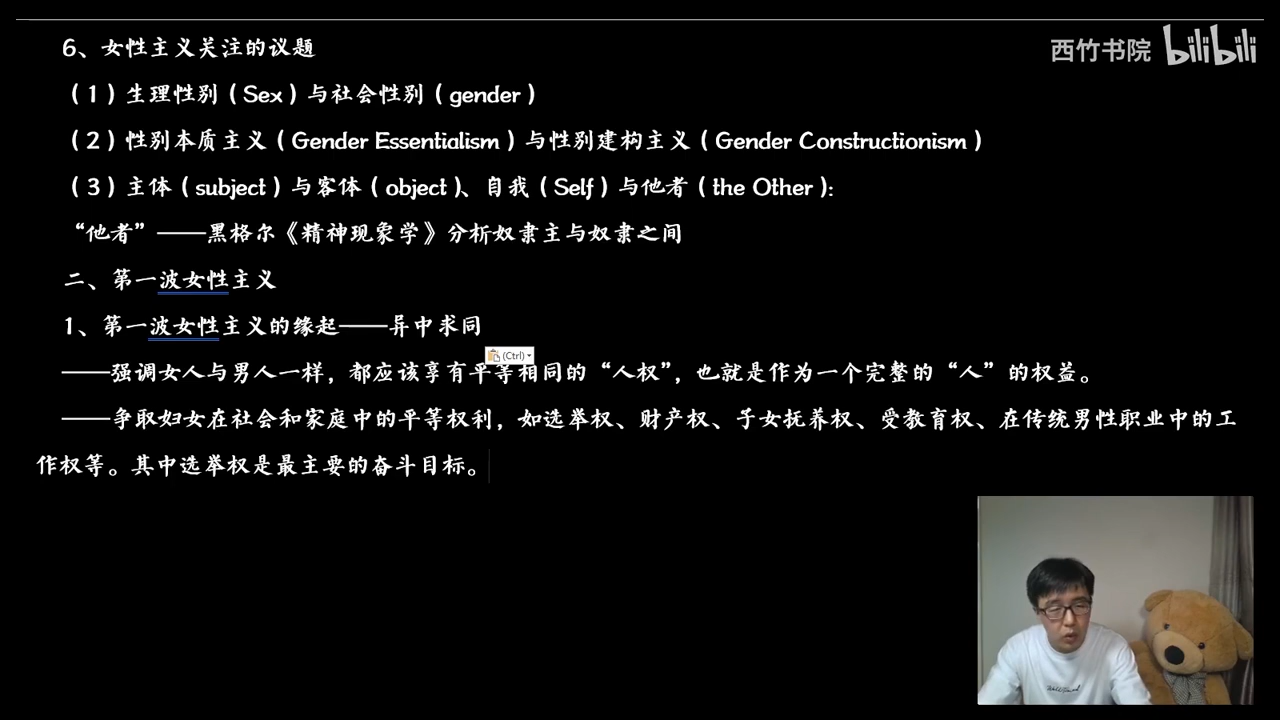 6、女性主义关注的议题
西竹书院 bilibili
（1）生理性别（Sex）与社会性别（gender）
（2）性别本质主义（Gender Essentialism）与性别建构主义（Gender Constructionism）
（3）主体（subject）与客体（object）、自我（Self）与他者（the Other）：
“他者”——黑格尔《精神现象学》分析奴隶主与奴隶之间
二、第一波女性主义
1、第一波女性主义的缘起——异中求同
(Ctrl)
——强调女人与男人一样，都应该享有平等相同的“人权”，也就是作为一个完整的“人”的权益。
——争取妇女在社会和家庭中的平等权利，如选举权、财产权、子女抚养权、受教育权、在传统男性职业中的工
作权等。其中选举权是最主要的奋斗目标。